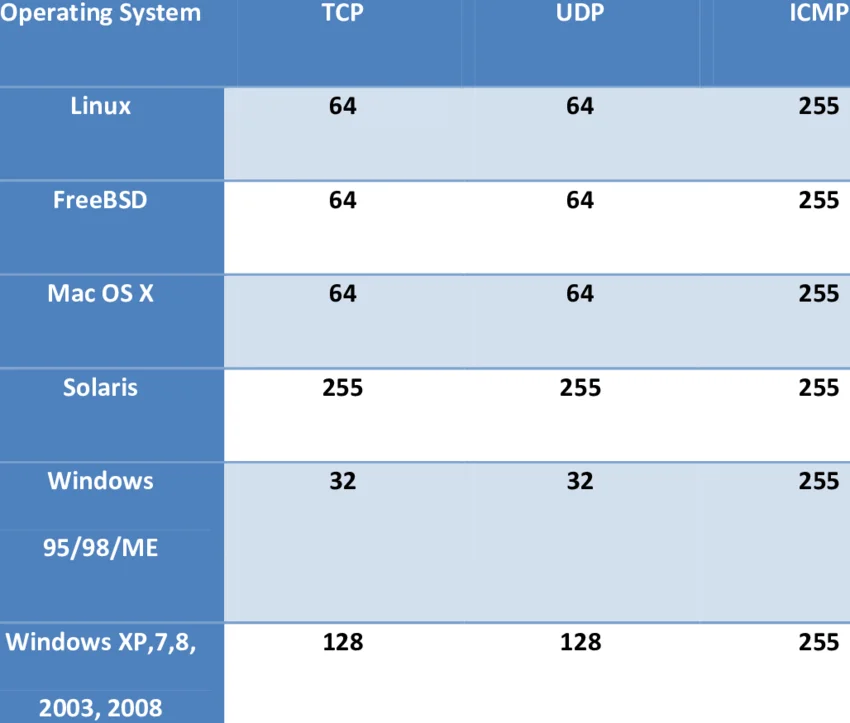 Operating System TCP UDP ICMP
Linux 64 64 255
FreeBSD 64 64 255
Mac OS X 64 64 255
Solaris 255 255 255
Windows 32 32 255
95/98/ME
Windows XP,7,8, 128 128 255
2003, 2008